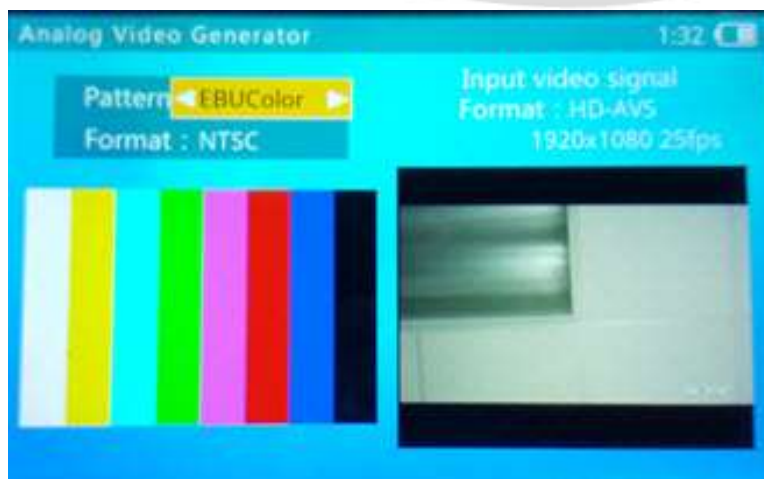 Analog Video Generator
1:32
Pattern EBUColor
Format : NTSC
Input video signal
Format : HD-AVS
1920x1080 25fps